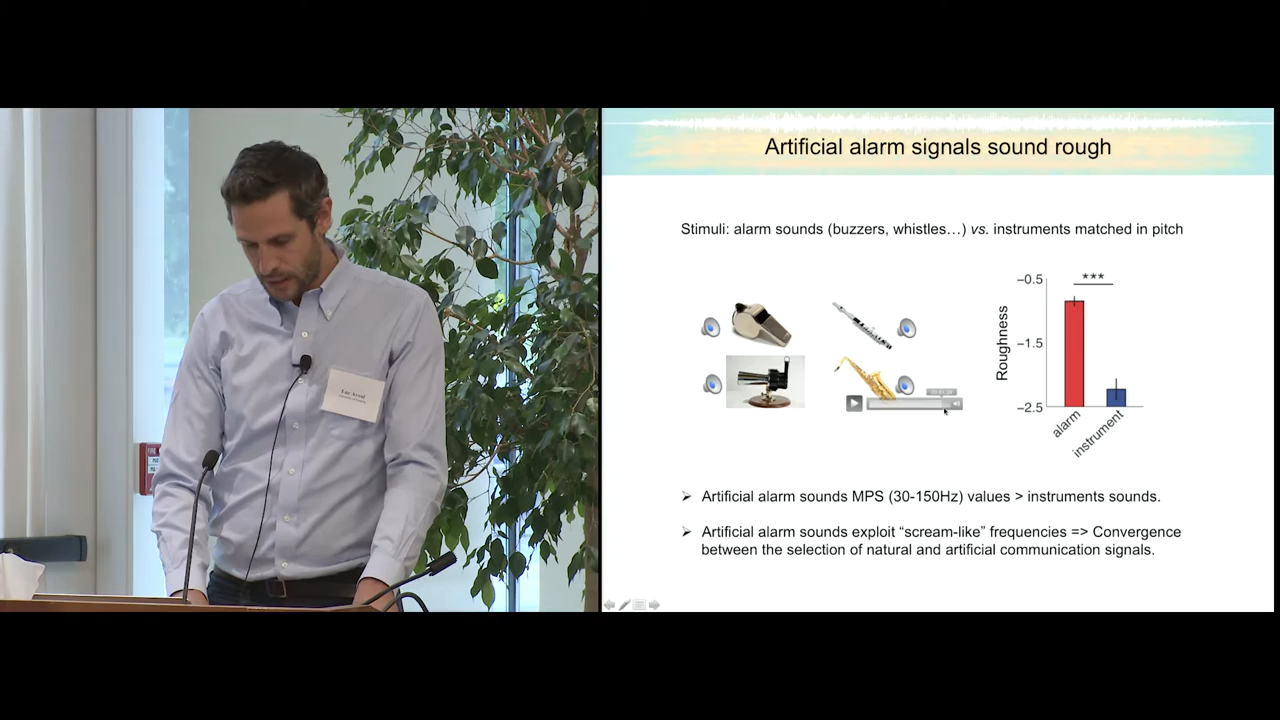 Artificial alarm signals sound rough
Stimuli: alarm sounds (buzzers, whistles…) vs. instruments matched in pitch
Roughness
–0.5
–1.5
–2.5
***
alarm
instrument
➢ Artificial alarm sounds MPS (30-150Hz) values > instruments sounds.
➢ Artificial alarm sounds exploit “scream-like” frequencies => Convergence
between the selection of natural and artificial communication signals.